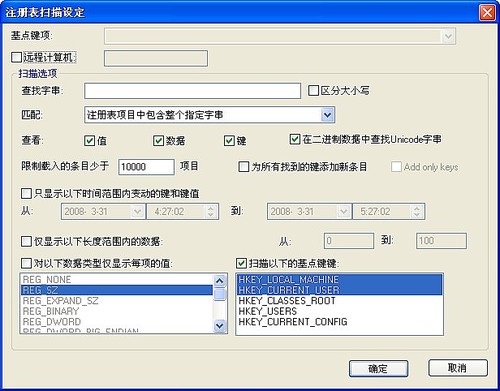 注册表扫描设定
基点键项:
远程计算机:
扫描选项
查找字串:
区分大小写
匹配:
注册表项目中包含整个指定字串
查看:
值
数据
键
在二进制数据中查找Unicode字串
限制载入的条目少于 10000 项目
为所有找到的键添加新条目
Add only keys
只显示以下时间范围内变动的键和键值
从: 2008- 3-31 4:27:02 到: 2008- 3-31 5:27:02
仅显示以下长度范围内的数据: 从: 0 到: 100
对以下数据类型仅显示每项的值:
REG_NONE
REG_SZ
REG_EXPAND_SZ
REG_BINARY
REG_DWORD
REG_DWORD_BIG_ENDIAN
扫描以下的基点键键:
HKEY_LOCAL_MACHINE
HKEY_CURRENT_USER
HKEY_CLASSES_ROOT
HKEY_USERS
HKEY_CURRENT_CONFIG
确定
取消